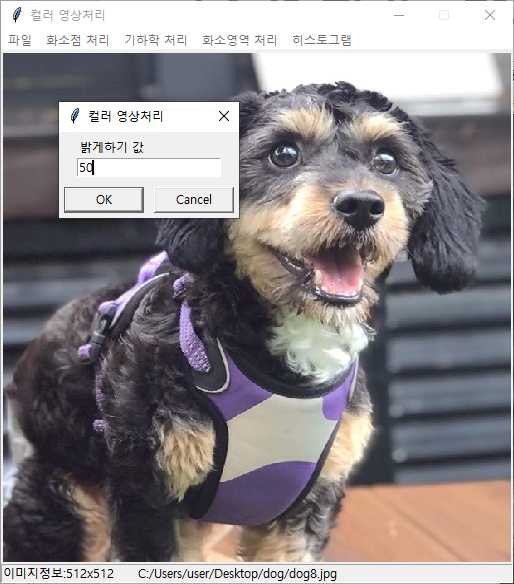 컬러 영상처리
파일 화소점 처리 기하학 처리 화소영역 처리 히스토그램
컬러 영상처리
밝게하기 값
50
OK Cancel
이미지정보:512x512 C:/Users/user/Desktop/dog/dog8.jpg